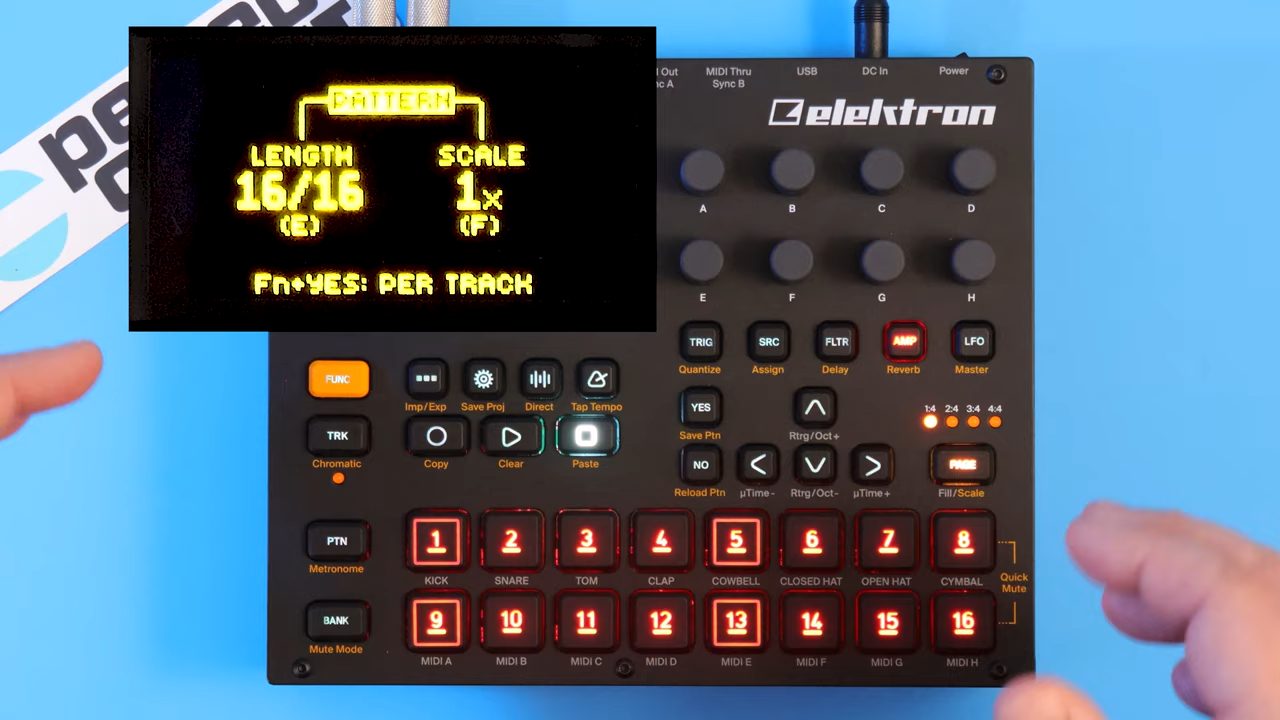 PATTERN
LENGTH SCALE
16/16 1x
(E) (F)
Fn+YES: PER TRACK
MIDI Thru USB DC In Power
Sync B
elektron
A B C D
E F G H
TRIG SRC FLTR AMP LFO
Quantize Assign Delay Reverb Master
FUNC
Imp/Exp Save Proj Direct Tap Tempo
YES
Save Ptn
Rtrg/Oct+
1:4 2:4 3:4 4:4
TRK
Chromatic
Copy Clear Paste
NO
PAGE
Reload Ptn µTime- Rtrg/Oct- µTime+ Fill/Scale
PTN
Metronome
1 2 3 4 5 6 7 8
KICK SNARE TOM CLAP COWBELL CLOSED HAT OPEN HAT CYMBAL
Quick
Mute
BANK
Mute Mode
9 10 11 12 13 14 15 16
MIDI A MIDI B MIDI C MIDI D MIDI E MIDI F MIDI G MIDI H